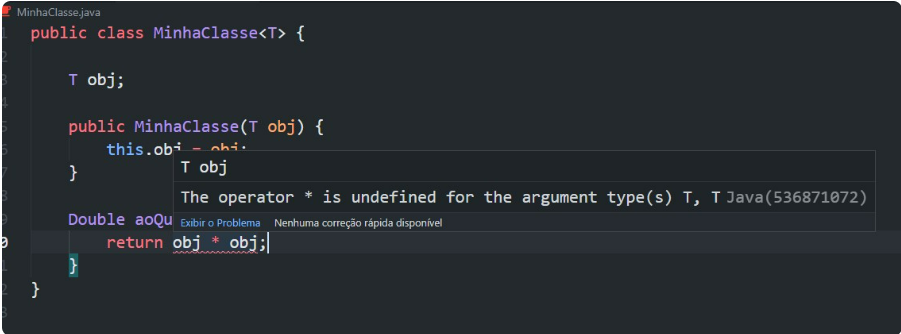 MinhaClasse.java
public class MinhaClasse<T> {
T obj;
public MinhaClasse(T obj) {
this.obj = obj;
T obj
}
The operator * is undefined for the argument type(s) T, T Java(536871072)
Double aoQu
Exibir o Problema Nenhuma correção rápida disponível
return obj * obj;
}
}